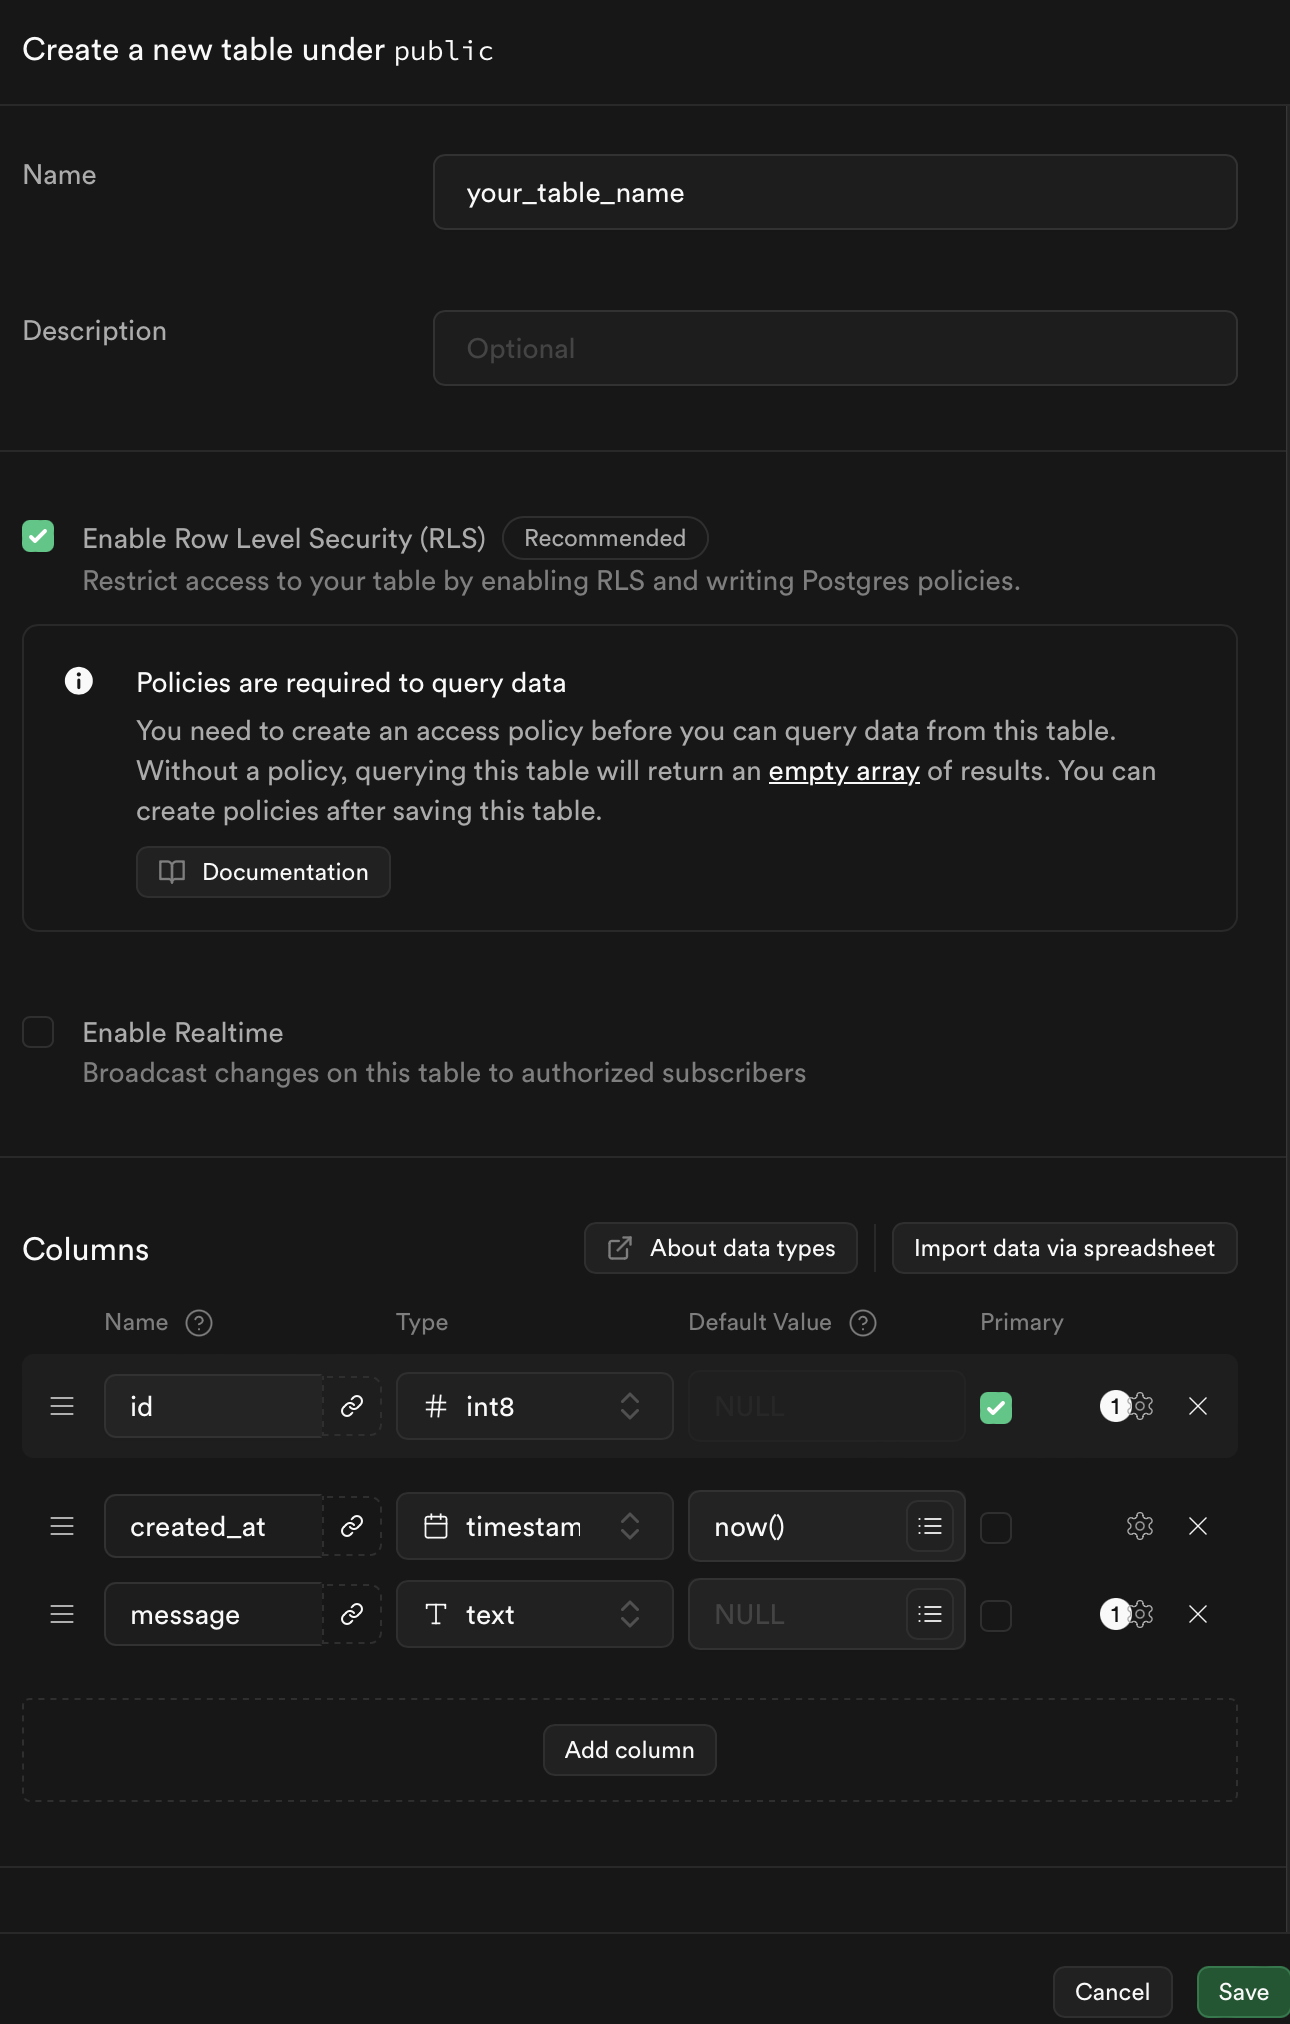 Create a new table under public
Name
your_table_name
Description
Optional
Enable Row Level Security (RLS) Recommended
Restrict access to your table by enabling RLS and writing Postgres policies.
Policies are required to query data
You need to create an access policy before you can query data from this table.
Without a policy, querying this table will return an empty array of results. You can
create policies after saving this table.
Documentation
Enable Realtime
Broadcast changes on this table to authorized subscribers
Columns About data types Import data via spreadsheet
Name Type Default Value Primary
id int8 NULL 1
created_at timestam now()
message text NULL 1
Add column
Cancel Save